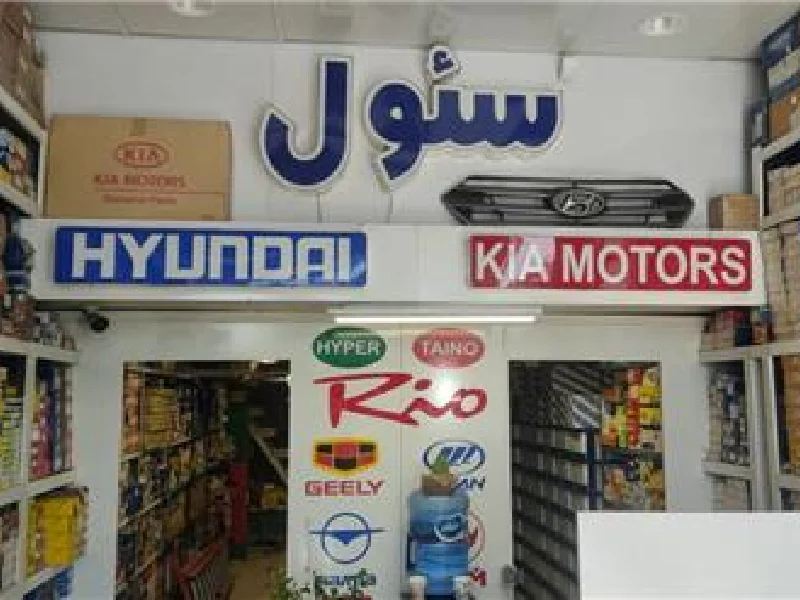 سئول
KIA
KIA MOTORS
HYUNDAI
KIA MOTORS
HYPER
TAINO
Rio
GEELY